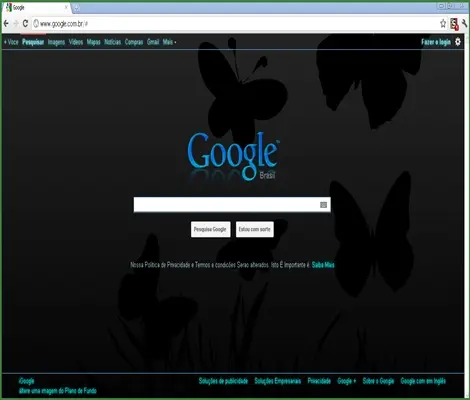 Google
www.google.com.br/#
+ Você Pesquisar Imagens Vídeos Mapas Notícias Compras Gmail Mais
Fazer o login
Google
Brasil
Pesquisa Google Estou com sorte
Nossa Política de Privacidade e Termos e condições Serao alterados. Isto É Importante é Saiba Mais
iGoogle
altere uma imagem do Plano de Fundo
Soluções de publicidade Soluções Empresariais Privacidade Google + Sobre o Google Google.com em Inglês